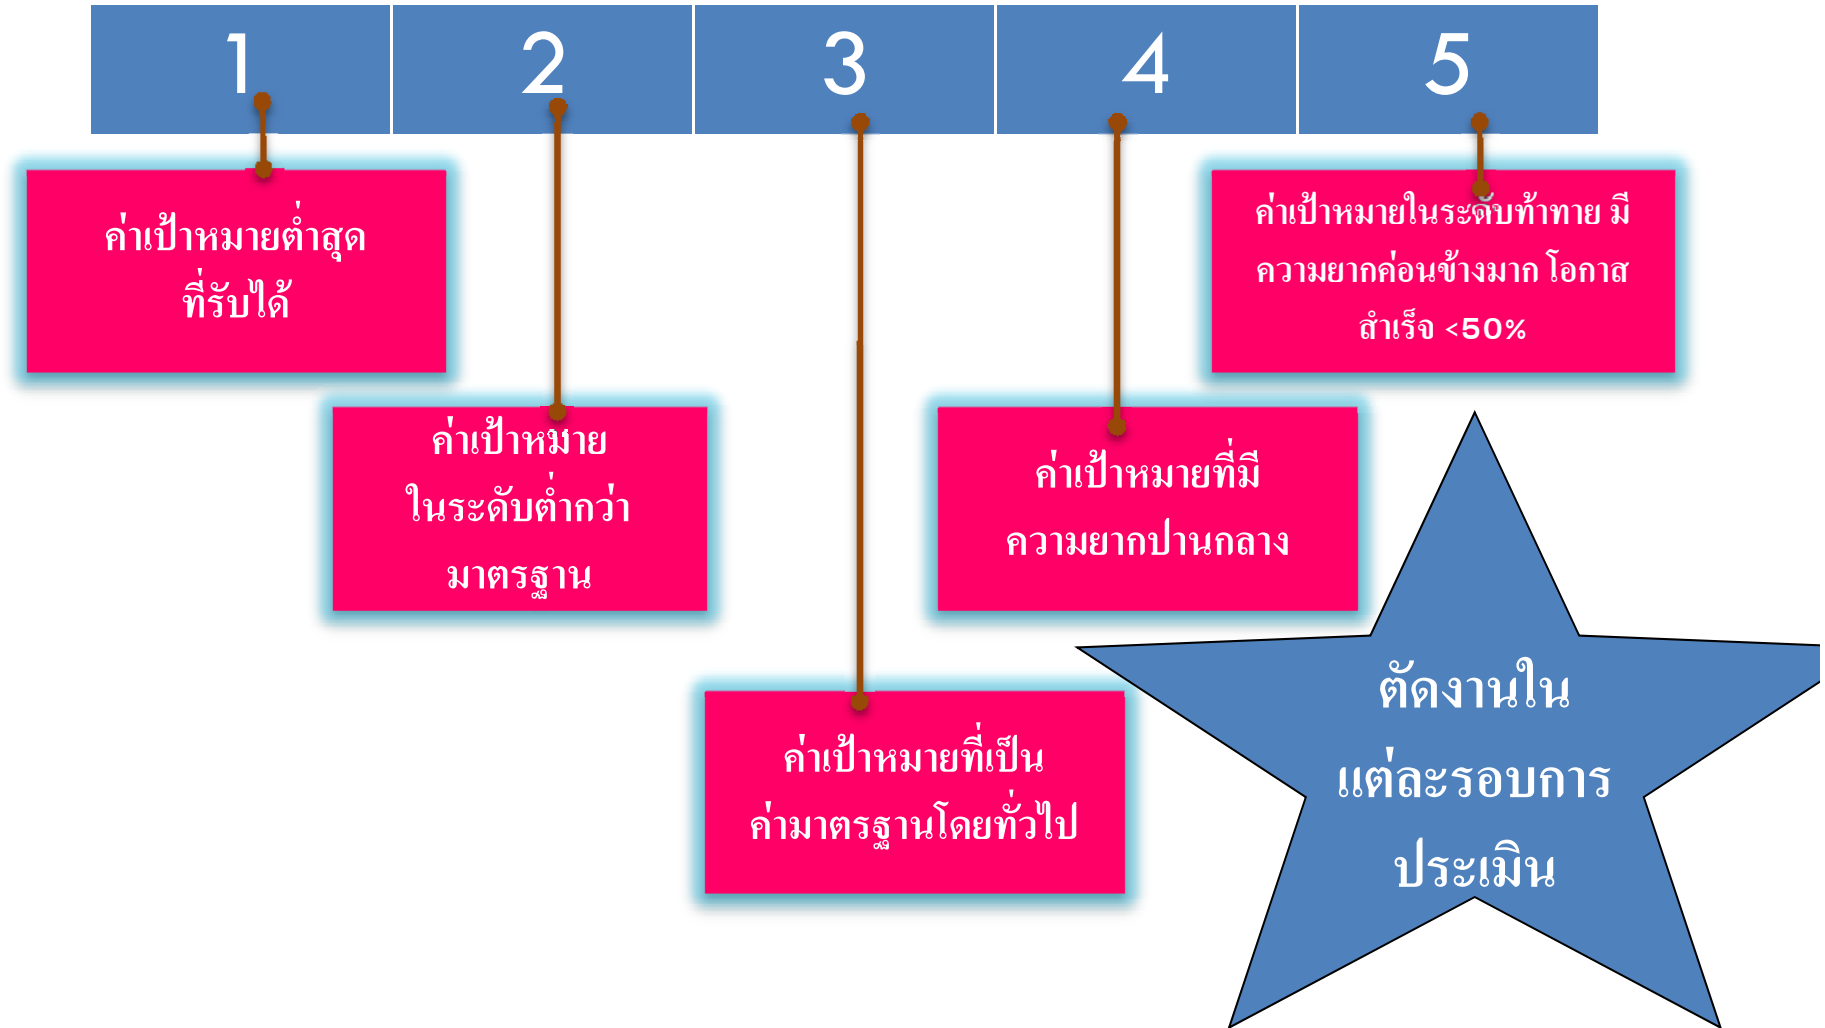 1 2 3 4 5
ค่าเป้าหมายต่ำสุด
ที่รับได้
ค่าเป้าหมาย
ในระดับต่ำกว่า
มาตรฐาน
ค่าเป้าหมายที่เป็น
ค่ามาตรฐานโดยทั่วไป
ค่าเป้าหมายที่มี
ความยากปานกลาง
ค่าเป้าหมายในระดับท้าทาย มี
ความยากค่อนข้างมาก โอกาส
สำเร็จ <50%
ตัดงานใน
แต่ละรอบการ
ประเมิน